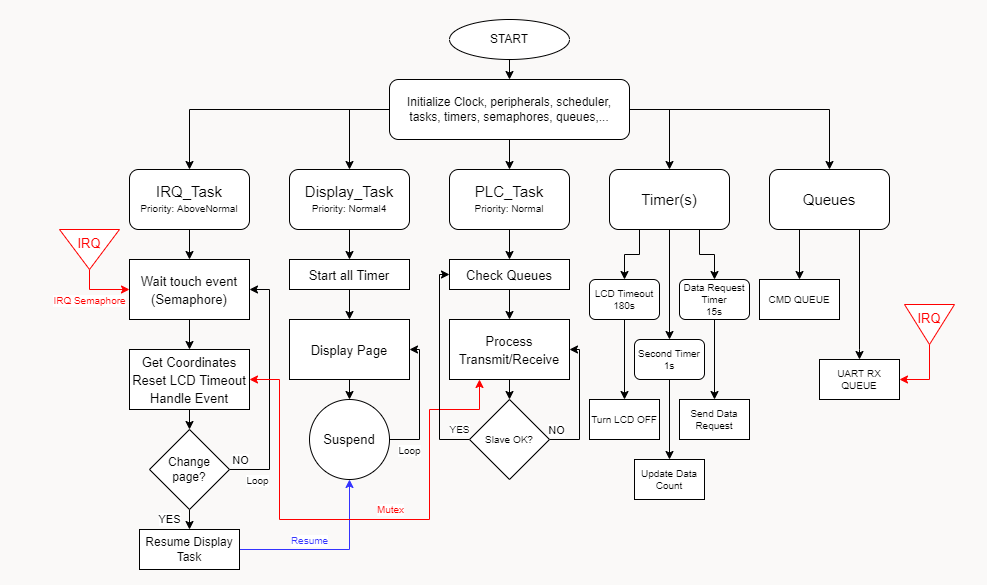 START
Initialize Clock, peripherals, scheduler,
tasks, timers, semaphores, queues,...
IRQ_Task
Priority: AboveNormal
Display_Task
Priority: Normal4
PLC_Task
Priority: Normal
Timer(s)
Queues
IRQ
IRQ Semaphore
Wait touch event
(Semaphore)
Start all Timer
Check Queues
LCD Timeout
180s
Data Request
Timer
15s
CMD QUEUE
IRQ
Get Coordinates
Reset LCD Timeout
Handle Event
Display Page
Process
Transmit/Receive
Second Timer
1s
UART RX
QUEUE
Change
page?
NO
Loop
YES
Suspend
Loop
YES
Slave OK?
NO
Turn LCD OFF
Send Data
Request
Update Data
Count
Mutex
Resume Display
Task
Resume